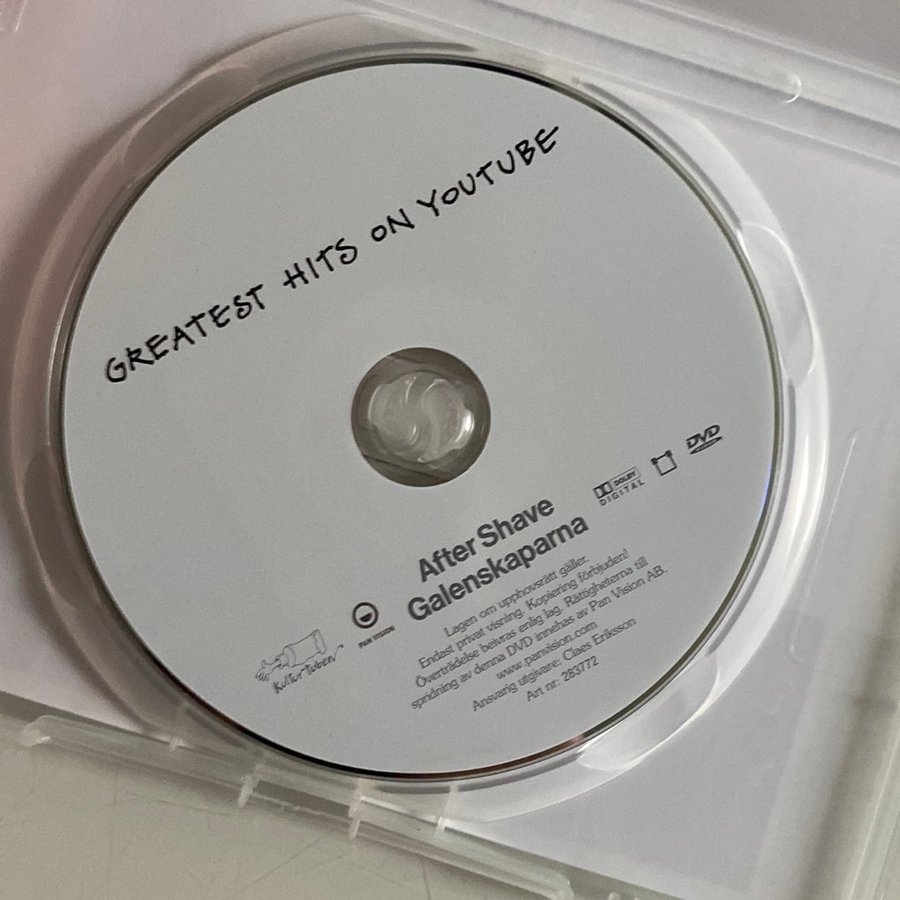 GREATEST HITS ON YOUTUBE
DOLBY
DIGITAL
DVD
After Shave
Galenskaparna
Lagen om upphovsrätt gäller.
Endast privat visning. Kopiering förbjuden!
Överträdelse beivras enlig lag. Rättigheterna till
spridning av denna DVD innehas av Pan Vision AB.
www.panvision.com
Ansvarig utgivare: Claes Eriksson
Art nr: 283772
PAN VISION
KulturTuben